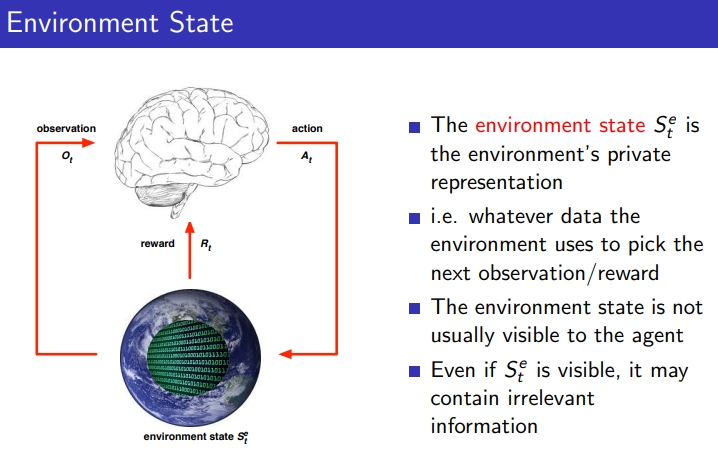 Environment State
observation
O_t
action
A_t
reward
R_t
environment state S_t^e
■ The environment state S_t^e is
the environment's private
representation
■ i.e. whatever data the
environment uses to pick the
next observation/reward
■ The environment state is not
usually visible to the agent
■ Even if S_t^e is visible, it may
contain irrelevant
information